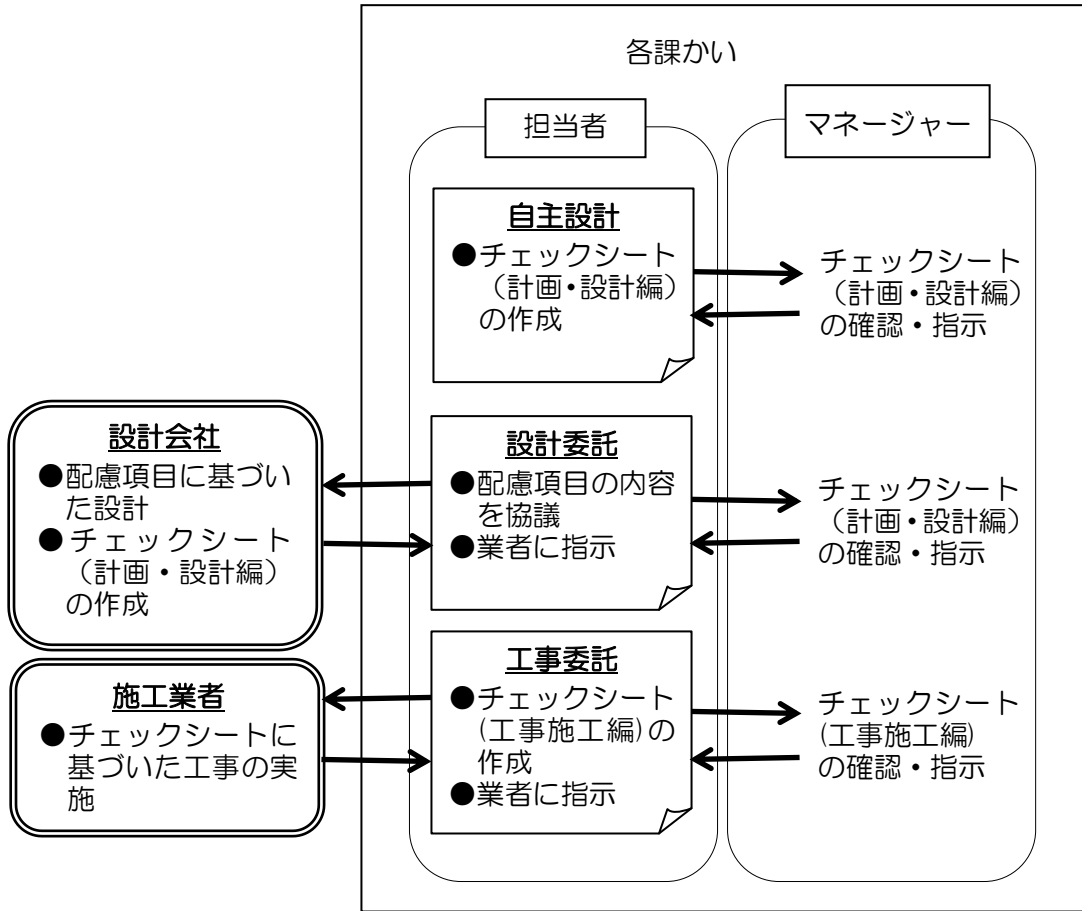 各課かい
担当者
マネージャー
自主設計
●チェックシート
（計画・設計編）
の作成
チェックシート
（計画・設計編）
の確認・指示
設計会社
●配慮項目に基づい
た設計
●チェックシート
（計画・設計編）
の作成
設計委託
●配慮項目の内容
を協議
●業者に指示
チェックシート
（計画・設計編）
の確認・指示
施工業者
●チェックシートに
基づいた工事の実
施
工事委託
●チェックシート
(工事施工編)の
作成
●業者に指示
チェックシート
(工事施工編)
の確認・指示